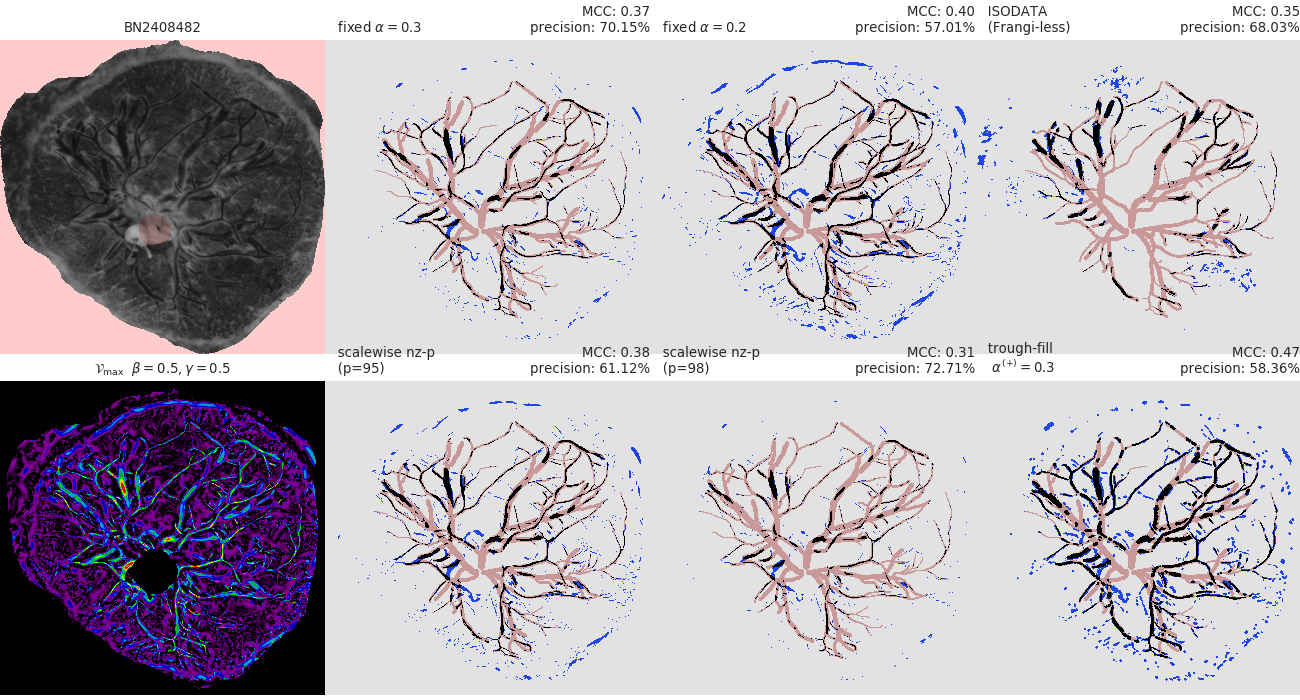 BN2408482
fixed α = 0.3
MCC: 0.37
precision: 70.15%
fixed α = 0.2
MCC: 0.40
precision: 57.01%
ISODATA
(Frangi-less)
MCC: 0.35
precision: 68.03%
𝒱max β = 0.5, γ = 0.5
scalewise nz-p
(p=95)
MCC: 0.38
precision: 61.12%
scalewise nz-p
(p=98)
MCC: 0.31
precision: 72.71%
trough-fill
α(+) = 0.3
MCC: 0.47
precision: 58.36%